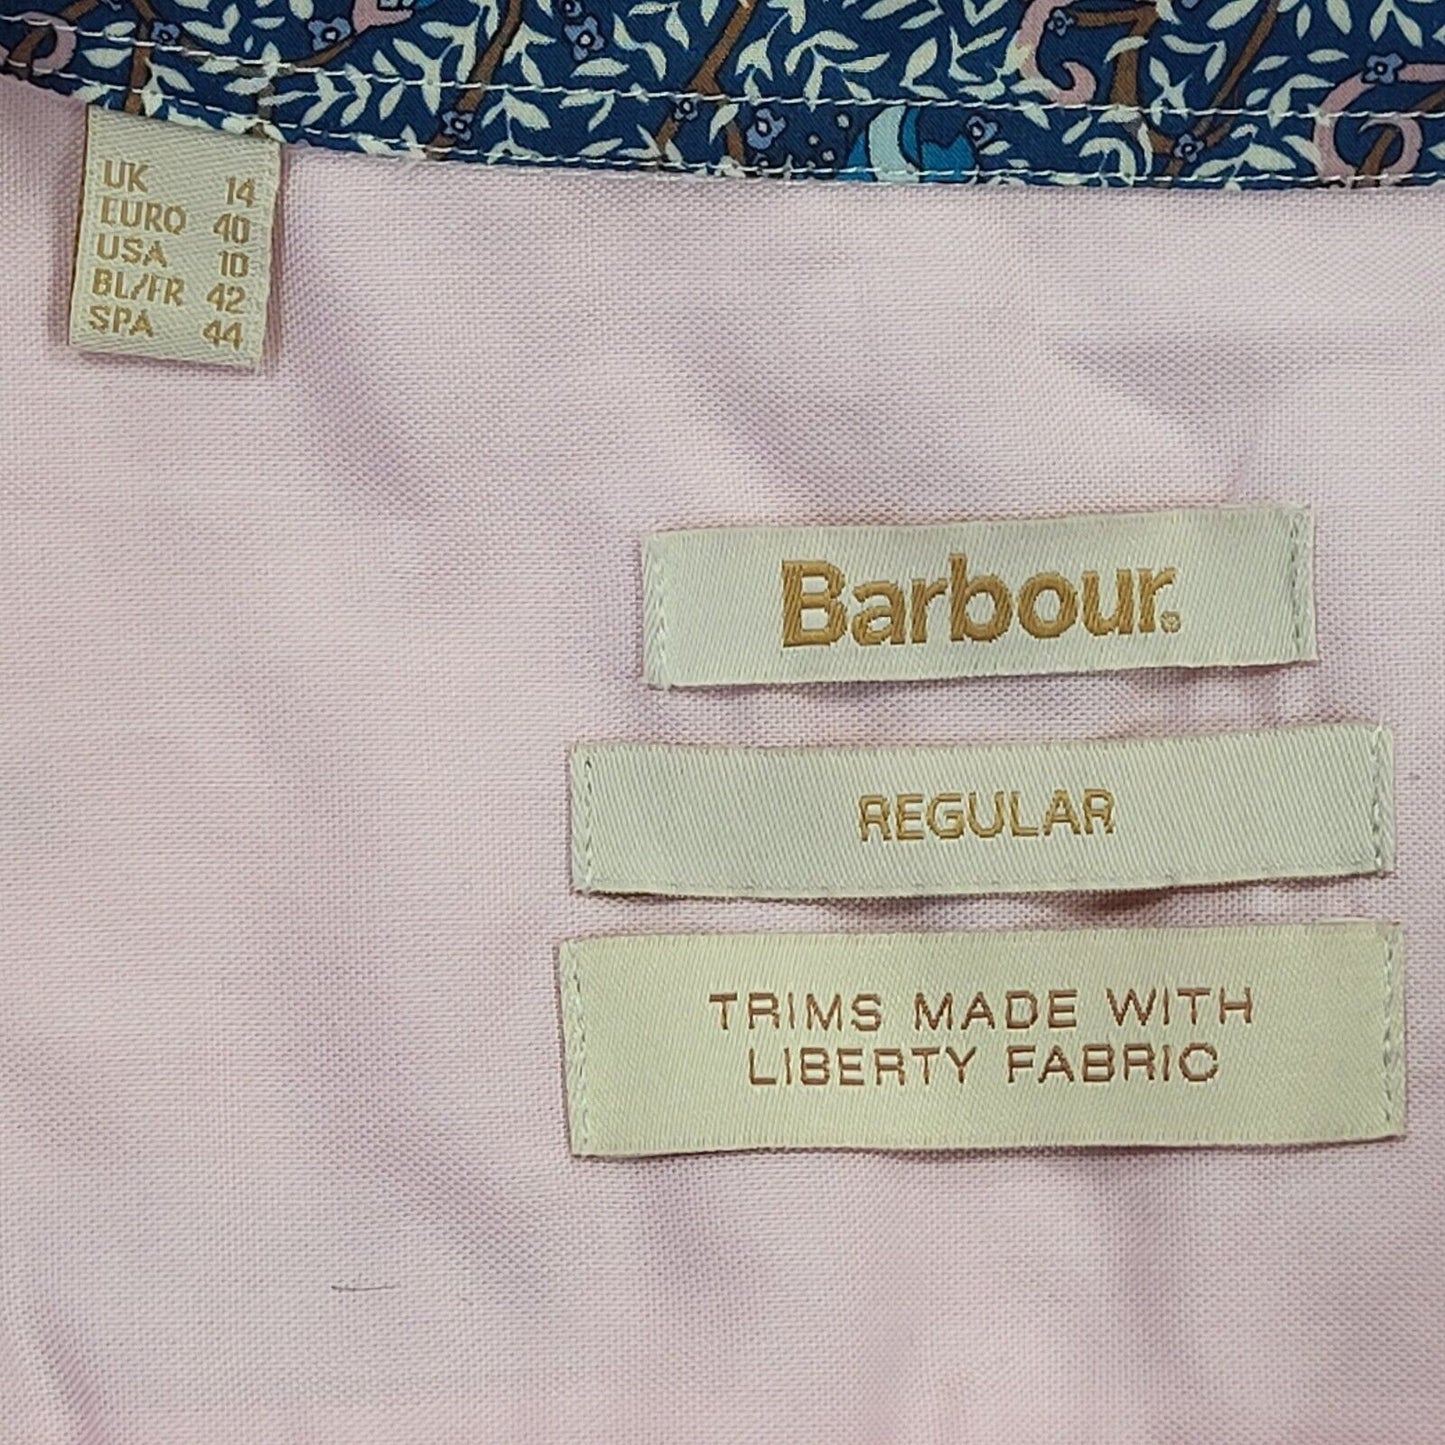 UK 14
EURO 40
USA 10
BL/FR 42
SPA 44
Barbour®
REGULAR
TRIMS MADE WITH
LIBERTY FABRIC